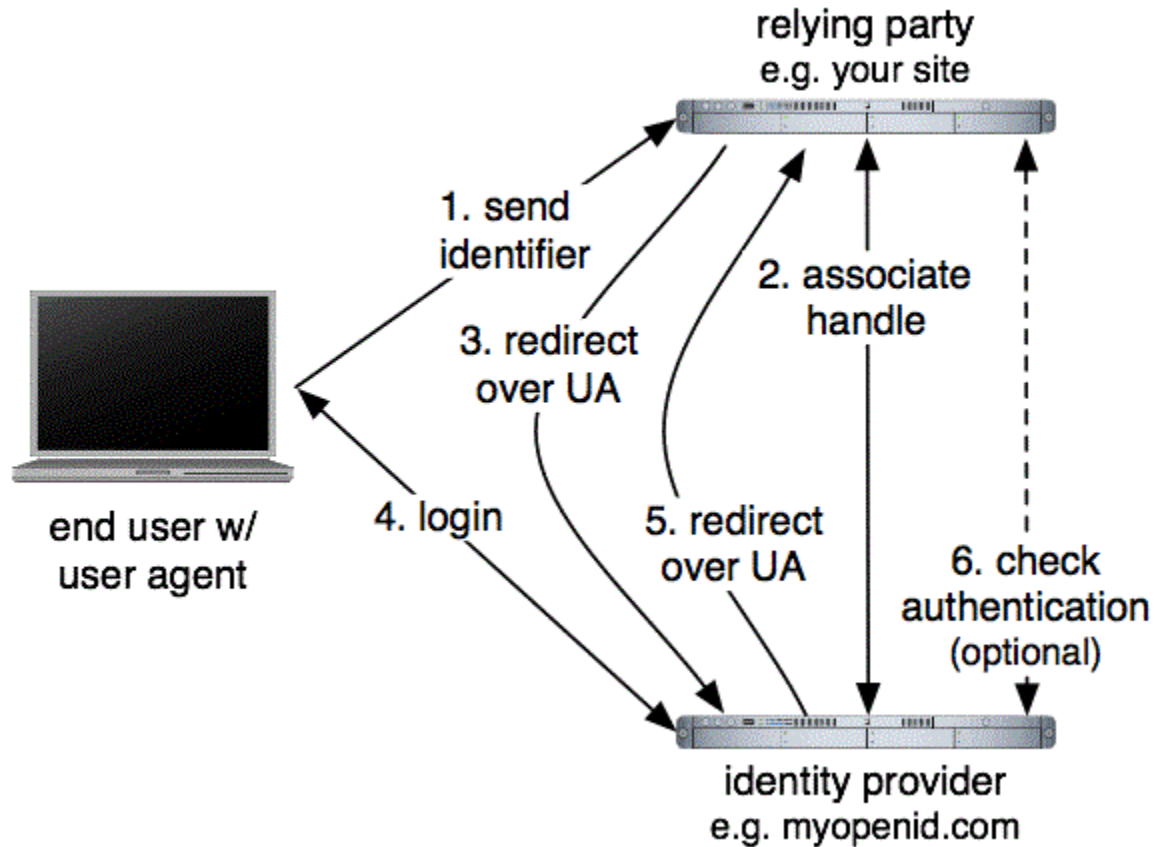 relying party
e.g. your site
1. send
identifier
2. associate
handle
3. redirect
over UA
4. login
5. redirect
over UA
6. check
authentication
(optional)
end user w/
user agent
identity provider
e.g. myopenid.com